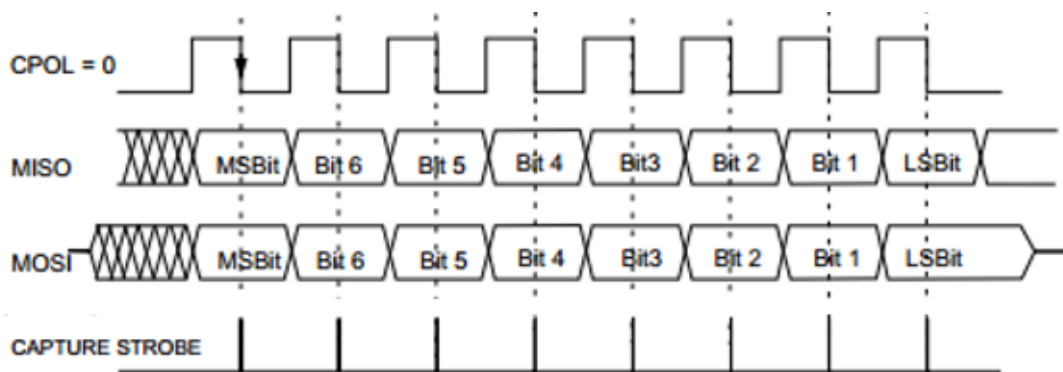 CPOL = 0
MISO MSBit Bit 6 Bit 5 Bit 4 Bit3 Bit 2 Bit 1 LSBit
MOSI MSBit Bit 6 Bit 5 Bit 4 Bit3 Bit 2 Bit 1 LSBit
CAPTURE STROBE